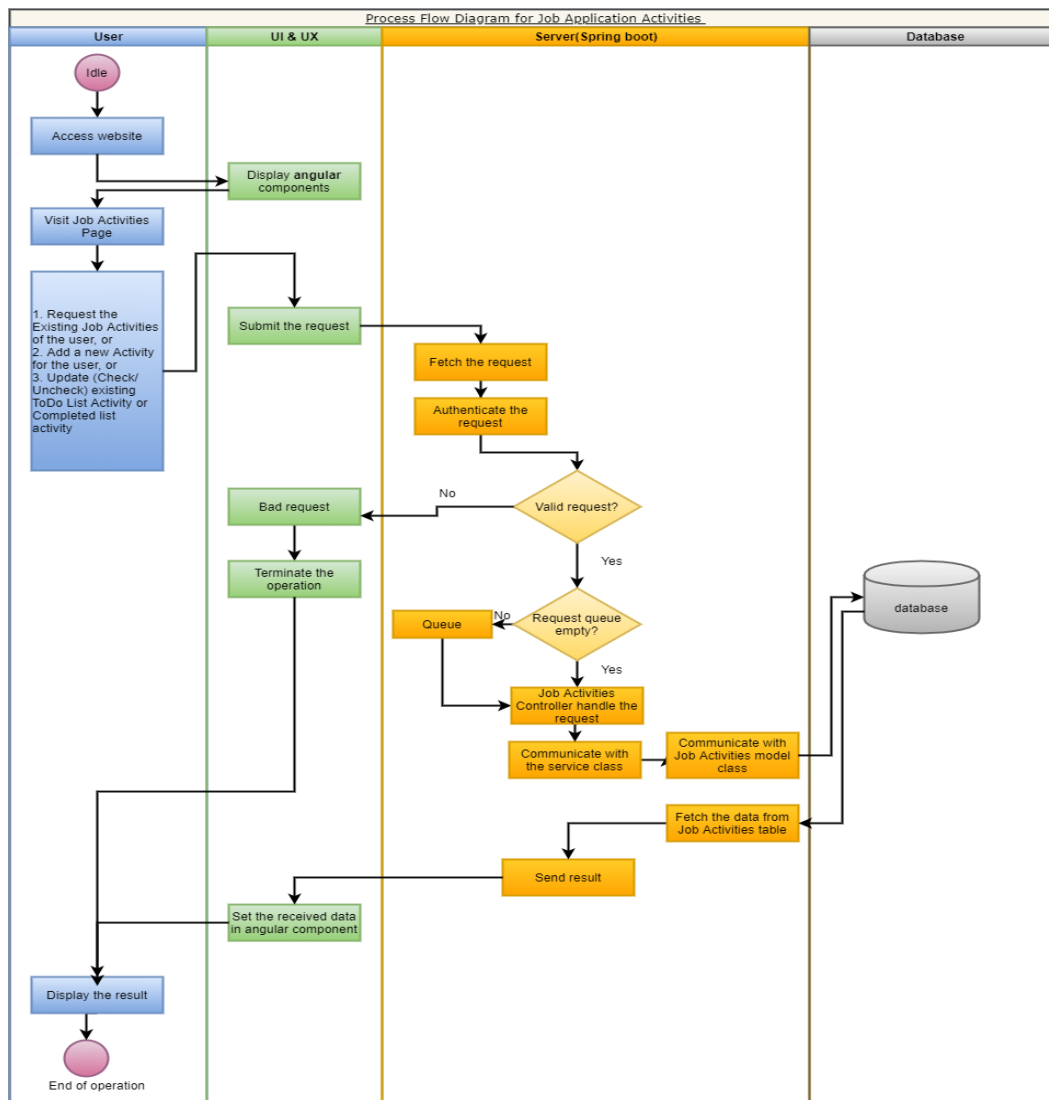 Process Flow Diagram for Job Application Activities
User
UI & UX
Server(Spring boot)
Database
Idle
Access website
Display angular
components
Visit Job Activities
Page
1. Request the
Existing Job Activities
of the user, or
2. Add a new Activity
for the user, or
3. Update (Check/
Uncheck) existing
ToDo List Activity or
Completed list
activity
Submit the request
Fetch the request
Authenticate the
request
Valid request?
No
Bad request
Terminate the
operation
Yes
Request queue
empty?
No
Queue
Yes
Job Activities
Controller handle the
request
Communicate with
the service class
Communicate with
Job Activities model
class
database
Fetch the data from
Job Activities table
Send result
Set the received data
in angular component
Display the result
End of operation